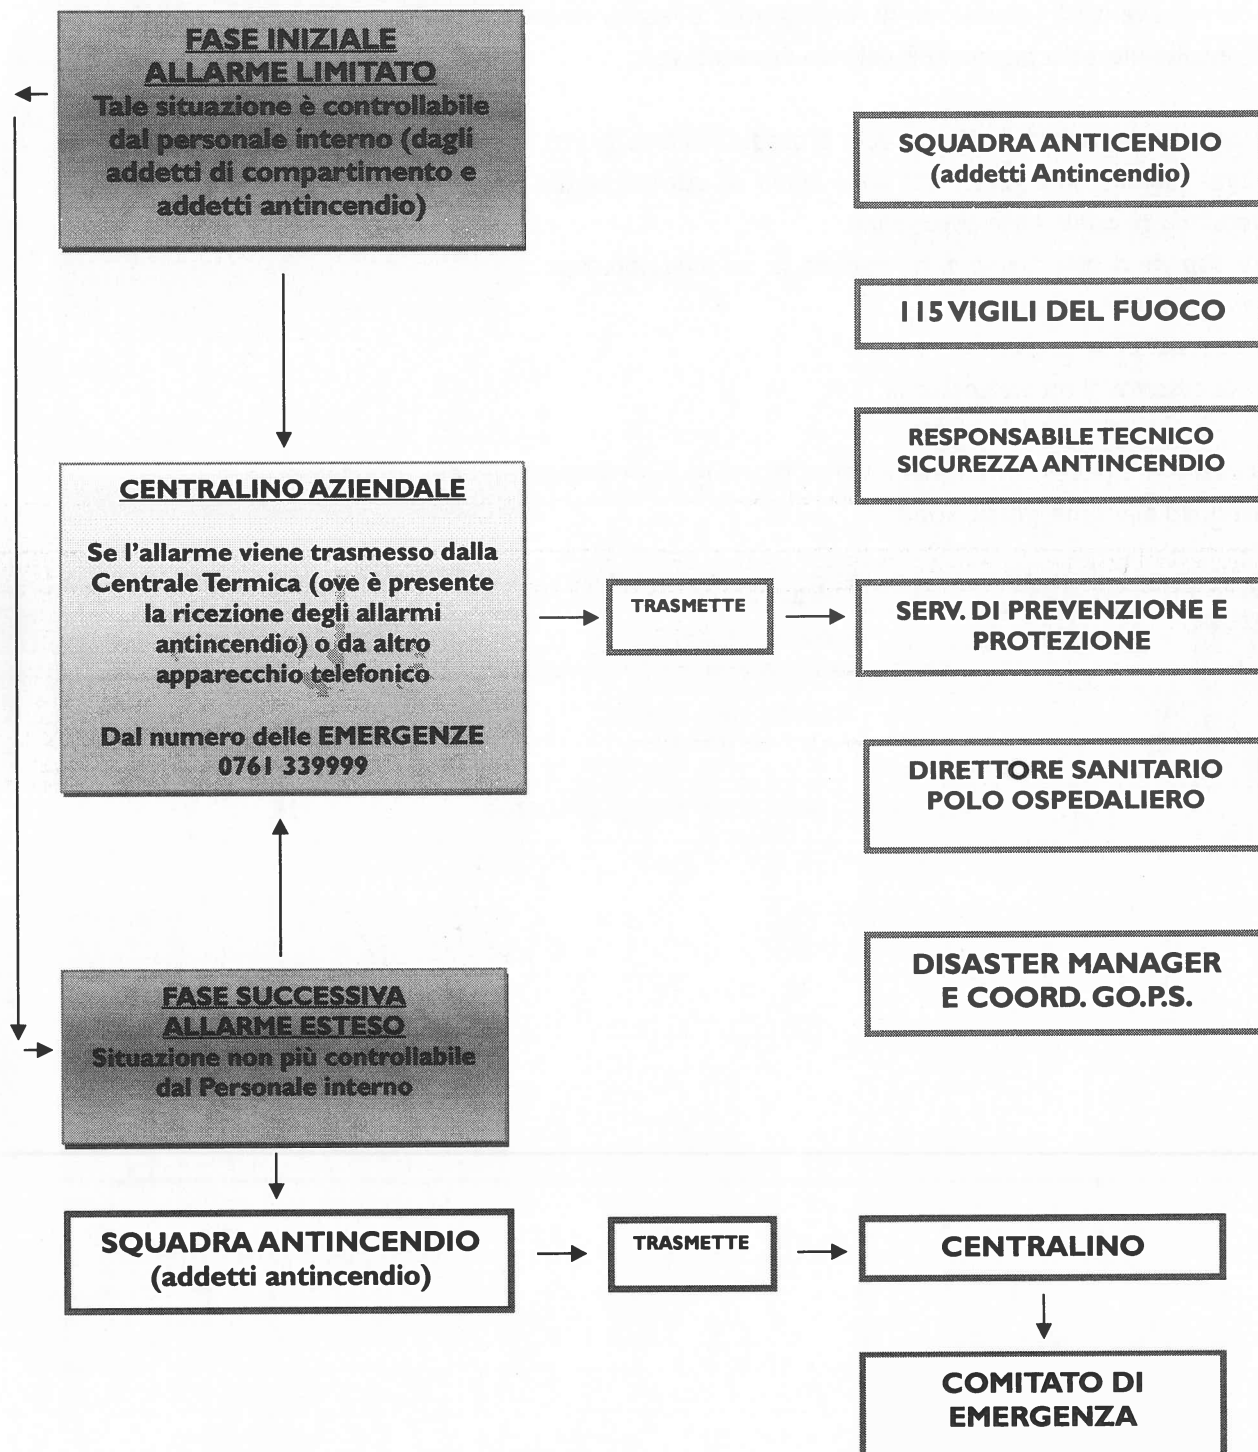 FASE INIZIALE
ALLARME LIMITATO
Tale situazione è controllabile
dal personale interno (dagli
addetti di compartimento e
addetti antincendio)
SQUADRA ANTICENDIO
(addetti Antincendio)
115 VIGILI DEL FUOCO
RESPONSABILE TECNICO
SICUREZZA ANTINCENDIO
CENTRALINO AZIENDALE
Se l'allarme viene trasmesso dalla
Centrale Termica (ove è presente
la ricezione degli allarmi
antincendio) o da altro
apparecchio telefonico
Dal numero delle EMERGENZE
0761 339999
TRASMETTE
SERV. DI PREVENZIONE E
PROTEZIONE
DIRETTORE SANITARIO
POLO OSPEDALIERO
DISASTER MANAGER
E COORD. GO.P.S.
FASE SUCCESSIVA
ALLARME ESTESO
Situazione non più controllabile
dal Personale interno
SQUADRA ANTINCENDIO
(addetti antincendio)
TRASMETTE
CENTRALINO
COMITATO DI
EMERGENZA